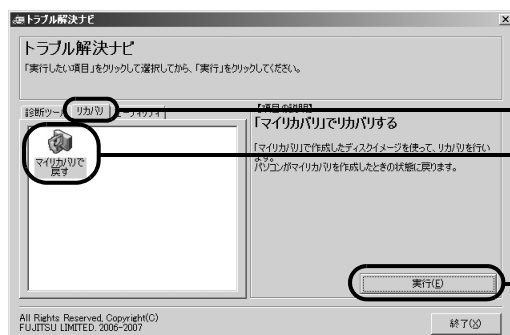 トラブル解決ナビ
トラブル解決ナビ
「実行したい項目」をクリックして選択してから、「実行」をクリックしてください。
診断ツール リカバリ ユーティリティ
マイリカバリで
戻す
【項目の説明】
「マイリカバリ」でリカバリする
「マイリカバリ」で作成したディスクイメージを使って、リカバリを行い
ます。
パソコンがマイリカバリを作成したときの状態に戻ります。
実行(E)
All Rights Reserved, Copyright(C)
FUJITSU LIMITED. 2006-2007
終了(X)